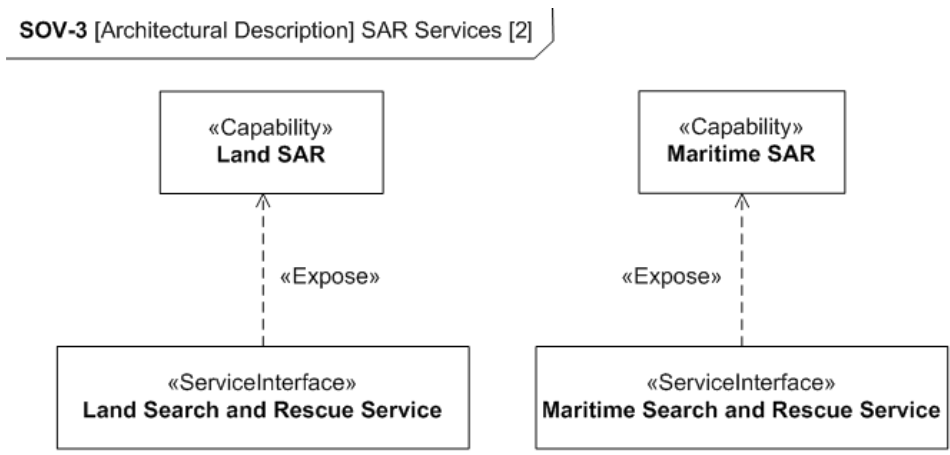 SOV-3 [Architectural Description] SAR Services [2]
«Capability»
Land SAR
«Capability»
Maritime SAR
«Expose»
«Expose»
«ServiceInterface»
Land Search and Rescue Service
«ServiceInterface»
Maritime Search and Rescue Service